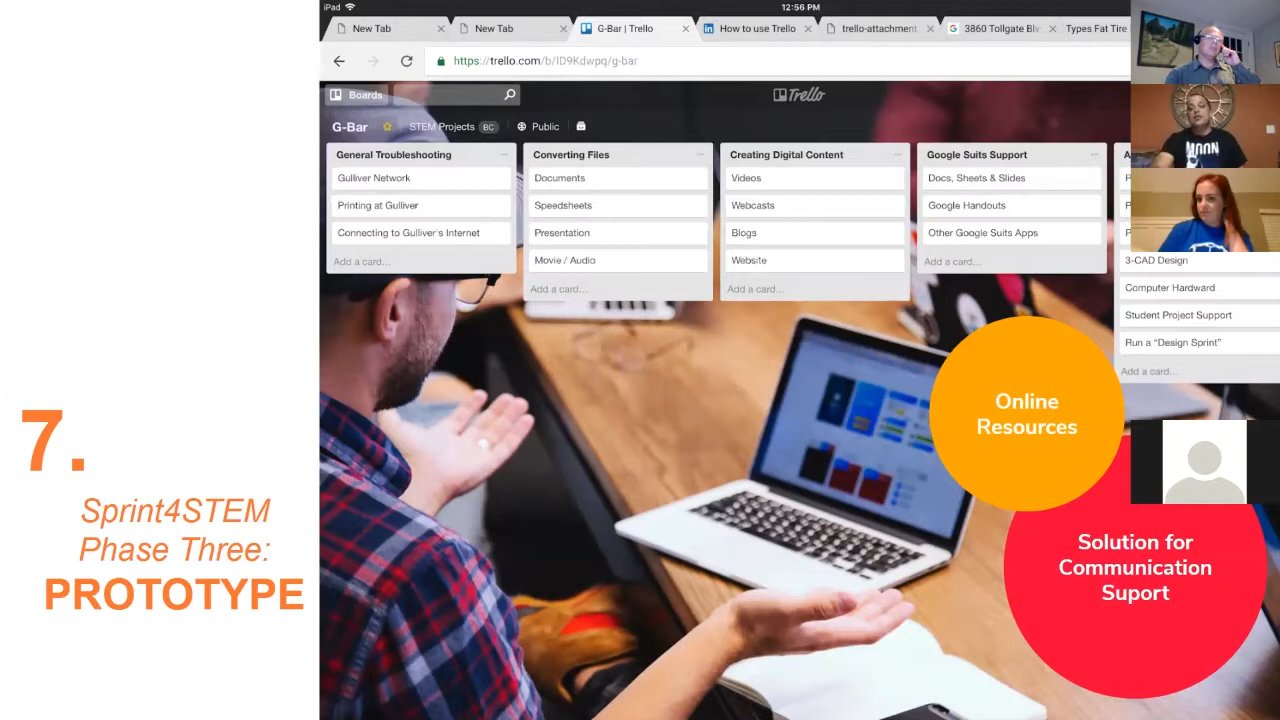 iPad
12:56 PM
New Tab
New Tab
G-Bar | Trello
How to use Trello
trello-attachment
3860 Tollgate Blv
Types Fat Tire
https://trello.com/b/ID9Kdwpq/g-bar
Boards
Trello
G-Bar
STEM Projects
BC
Public
General Troubleshooting
Gulliver Network
Printing at Gulliver
Connecting to Gulliver's Internet
Add a card...
Converting Files
Documents
Speedsheets
Presentation
Movie / Audio
Add a card...
Creating Digital Content
Videos
Webcasts
Blogs
Website
Add a card...
Google Suits Support
Docs, Sheets & Slides
Google Handouts
Other Google Suits Apps
Add a card...
3-CAD Design
Computer Hardware
Student Project Support
Run a “Design Sprint”
Add a card...
MOON
Online
Resources
Solution for
Communication
Suport
7.
Sprint4STEM
Phase Three:
PROTOTYPE